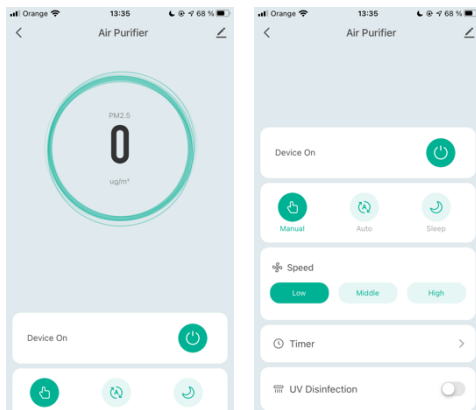 Orange 13:35 68 %
Air Purifier
PM2.5
0
ug/m³
Device On
Orange 13:35 68 %
Air Purifier
Device On
Manual Auto Sleep
Speed
Low Middle High
Timer
UV Disinfection